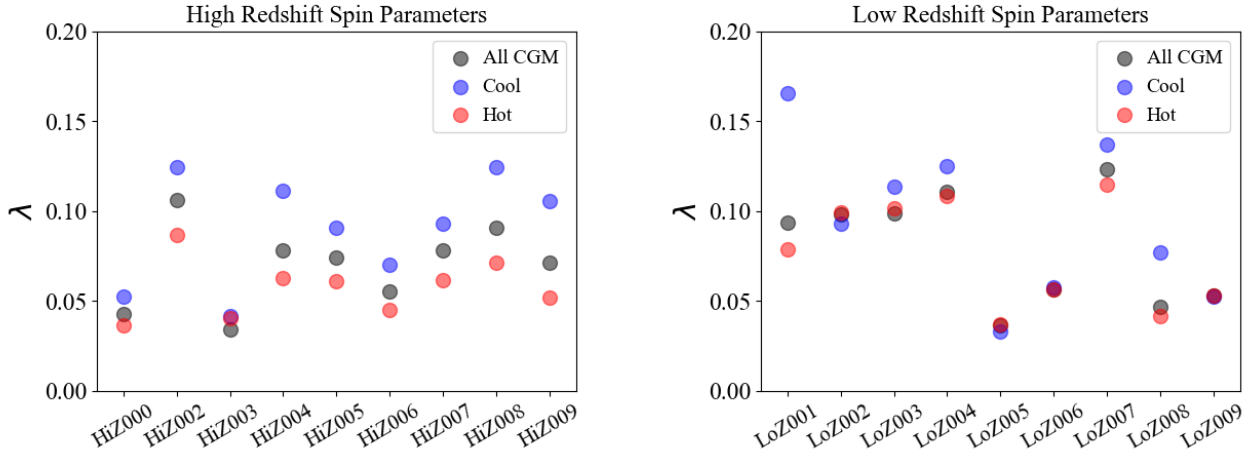 High Redshift Spin Parameters
0.20
0.15
0.10
0.05
0.00
λ
All CGM
Cool
Hot
HiZ000
HiZ002
HiZ003
HiZ004
HiZ005
HiZ006
HiZ007
HiZ008
HiZ009
Low Redshift Spin Parameters
0.20
0.15
0.10
0.05
0.00
λ
All CGM
Cool
Hot
LoZ001
LoZ002
LoZ003
LoZ004
LoZ005
LoZ006
LoZ007
LoZ008
LoZ009